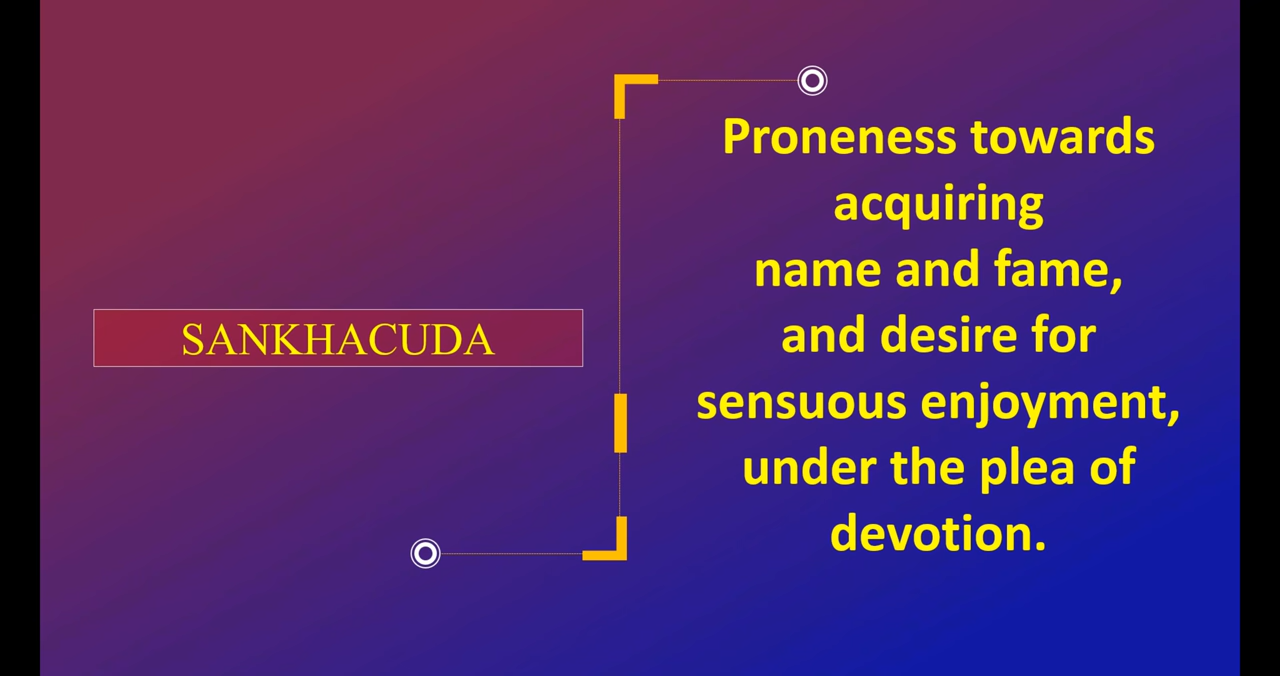 SANKHACUDA
Proneness towards
acquiring
name and fame,
and desire for
sensuous enjoyment,
under the plea of
devotion.